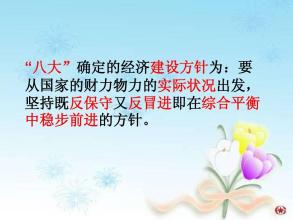 “八大”确定的经济建设方针为：要
从国家的财力物力的实际状况出发，
坚持既反保守又反冒进即在综合平衡
中稳步前进的方针。